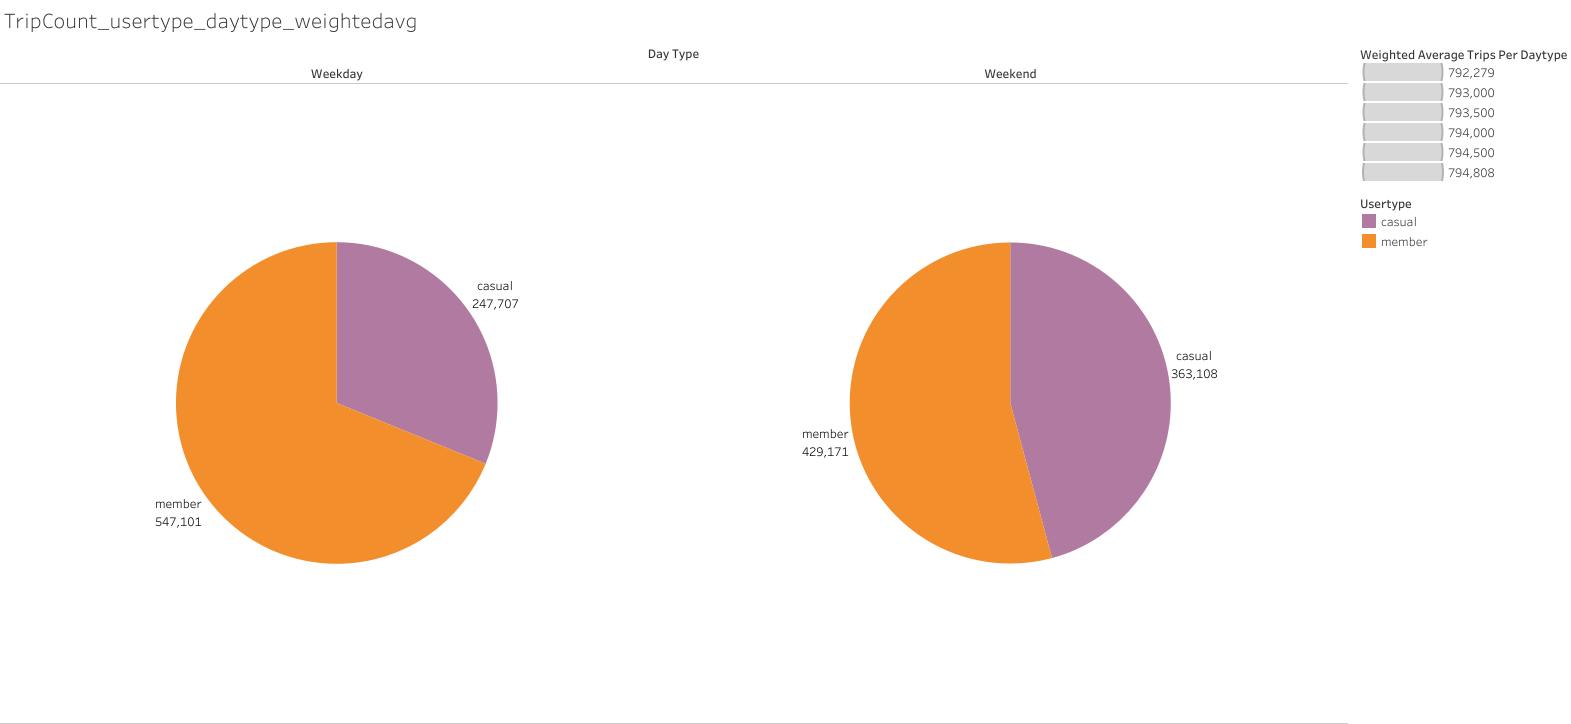 TripCount_usertype_daytype_weightedavg
Day Type
Weekday
Weekend
casual
247,707
member
547,101
casual
363,108
member
429,171
Weighted Average Trips Per Daytype
792,279
793,000
793,500
794,000
794,500
794,808
Usertype
casual
member